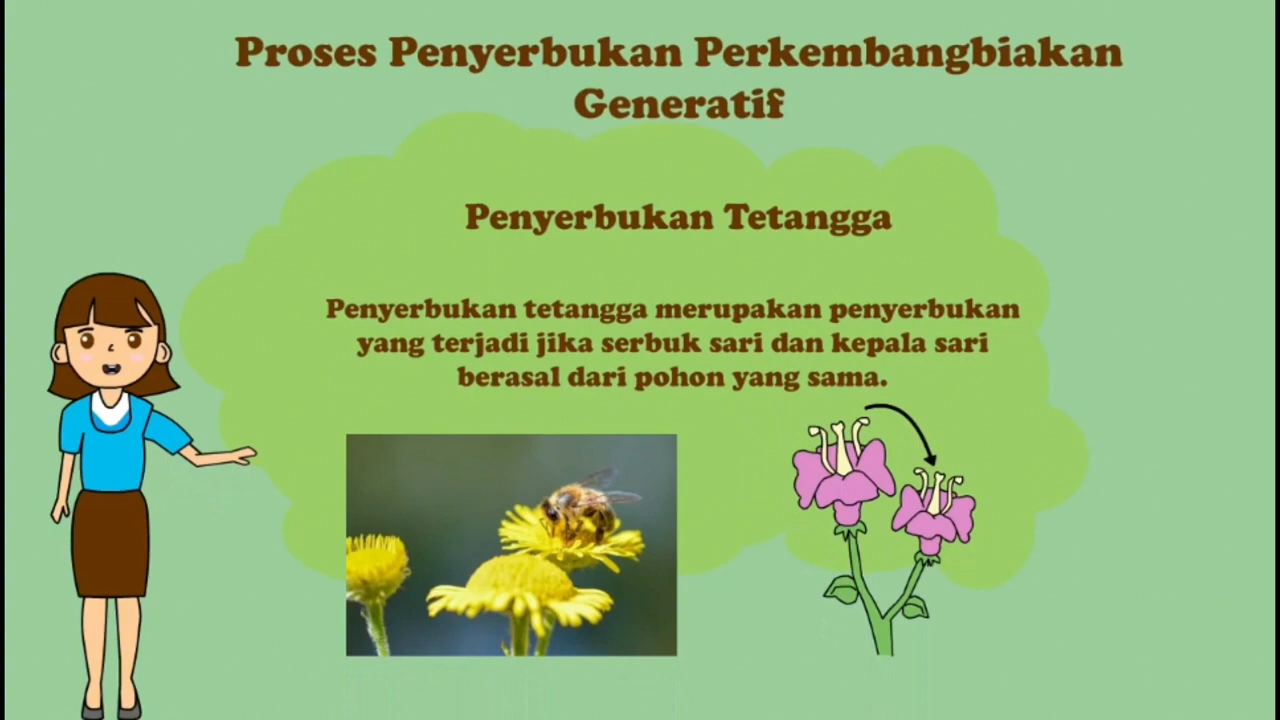 Proses Penyerbukan Perkembangbiakan
Generatif
Penyerbukan Tetangga
Penyerbukan tetangga merupakan penyerbukan
yang terjadi jika serbuk sari dan kepala sari
berasal dari pohon yang sama.